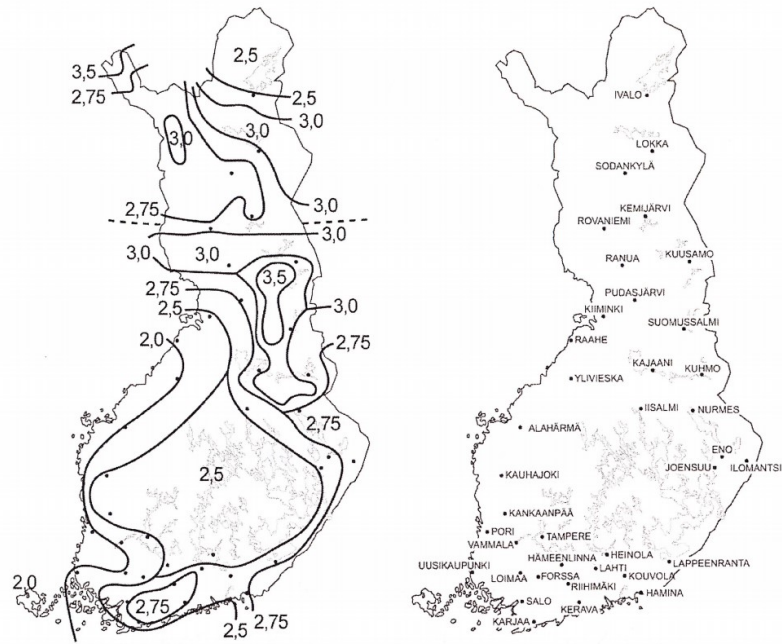 2,5
3,5
2,75
2,5
3,0
3,0
3,0
2,75
3,0
3,0
3,0
3,0
3,5
2,75
2,5
3,0
2,0
2,75
2,75
2,5
2,0
2,75
2,5
2,75
IVALO
LOKKA
SODANKYLÄ
KEMIJÄRVI
ROVANIEMI
RANUA
KUUSAMO
PUDASJÄRVI
KIIMINKI
SUOMUSSALMI
RAAHE
KAJAANI
KUHMO
YLIVIESKA
IISALMI
NURMES
ALAHÄRMÄ
ENO
JOENSUU
ILOMANTSI
KAUHAJOKI
KANKAANPÄÄ
PORI
TAMPERE
VAMMALA
HEINOLA
HÄMEENLINNA
LAPPEENRANTA
UUSIKAUPUNKI
LAHTI
LOIMAA
FORSSA
KOUVOLA
RIIHIMÄKI
HAMINA
SALO
KERAVA
KARJAA